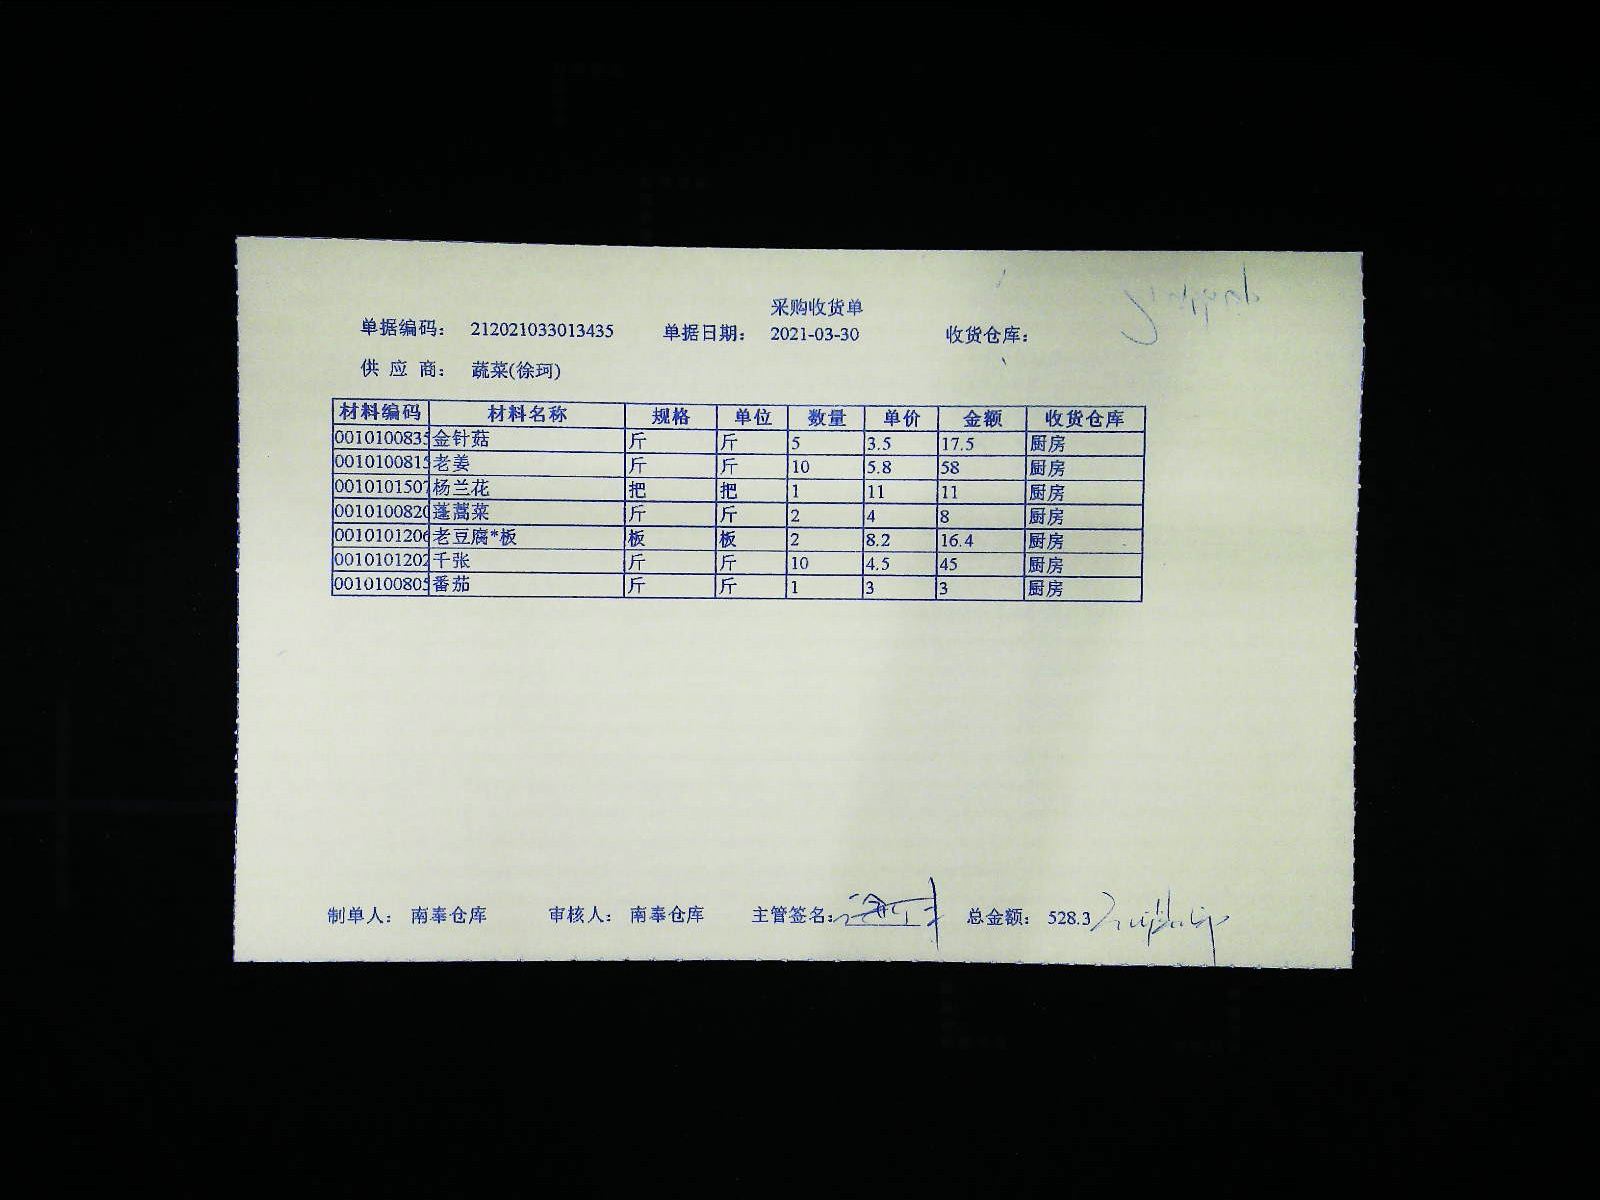 采购收货单
单据编码： 212021033013435 单据日期： 2021-03-30 收货仓库：
供 应 商： 蔬菜(徐珂)
材料编码 材料名称 规格 单位 数量 单价 金额 收货仓库
0010100835 金针菇 斤 斤 5 3.5 17.5 厨房
0010100815 老姜 斤 斤 10 5.8 58 厨房
0010101507 杨兰花 把 把 1 11 11 厨房
0010100820 蓬蒿菜 斤 斤 2 4 8 厨房
0010101206 老豆腐*板 板 板 2 8.2 16.4 厨房
0010101202 千张 斤 斤 10 4.5 45 厨房
0010100805 番茄 斤 斤 1 3 3 厨房
制单人： 南奉仓库 审核人： 南奉仓库 主管签名： 总金额： 528.3